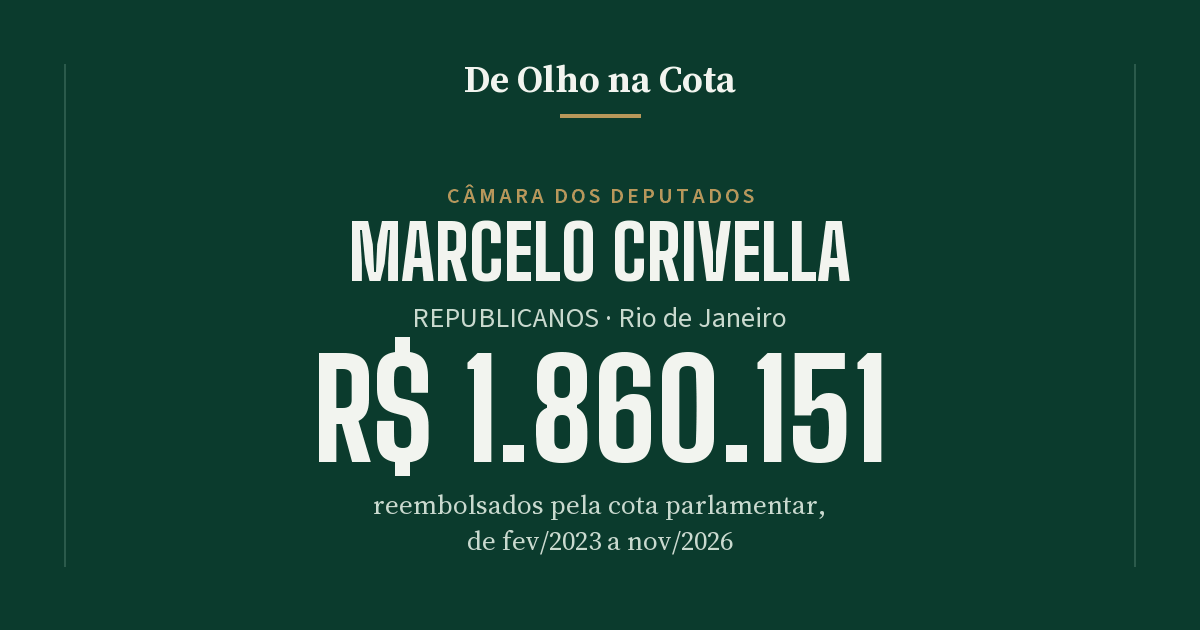 De Olho na Cota
CÂMARA DOS DEPUTADOS
MARCELO CRIVELLA
REPUBLICANOS · Rio de Janeiro
R$ 1.860.151
reembolsados pela cota parlamentar,
de fev/2023 a nov/2026